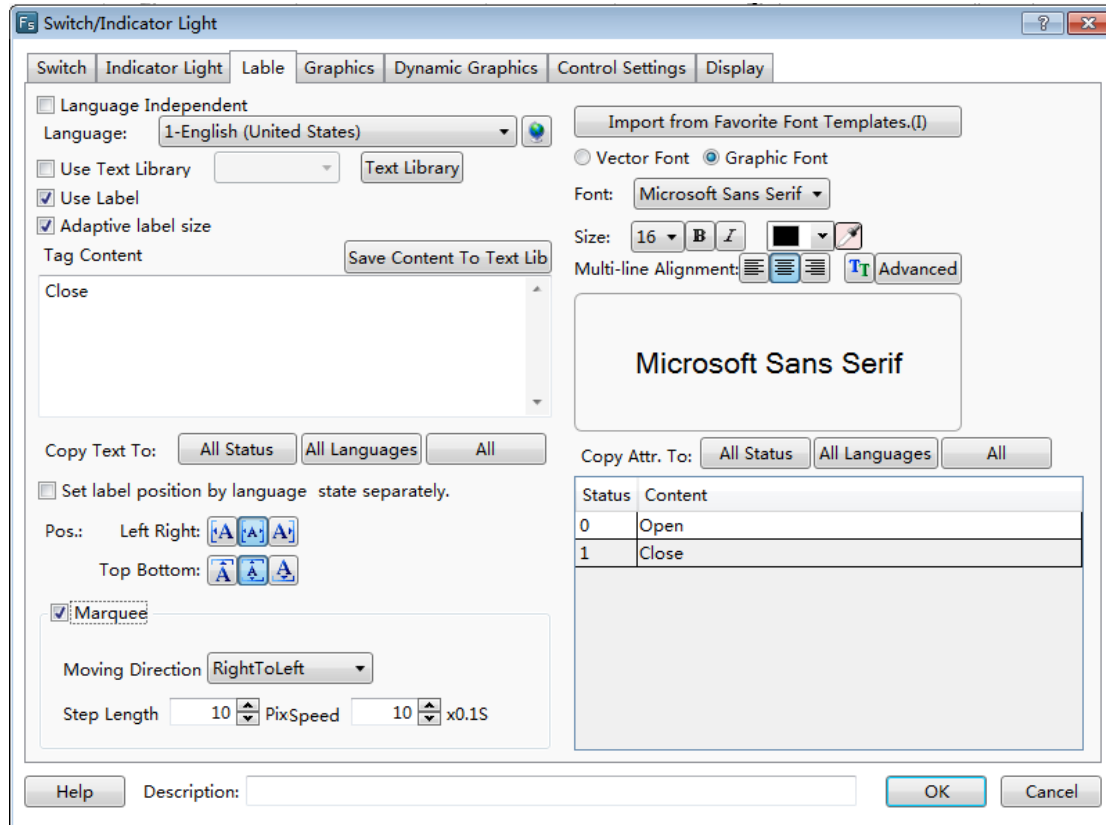 Fs Switch/Indicator Light
Switch Indicator Light Lable Graphics Dynamic Graphics Control Settings Display
Language Independent
Language: 1-English (United States)
Use Text Library Text Library
Use Label
Adaptive label size
Tag Content Save Content To Text Lib
Close
Copy Text To: All Status All Languages All
Set label position by language state separately.
Pos.: Left Right: A A A
Top Bottom: A A A
Marquee
Moving Direction RightToLeft
Step Length 10 Pix Speed 10 x0.1S
Import from Favorite Font Templates.(I)
Vector Font Graphic Font
Font: Microsoft Sans Serif
Size: 16 B I
Multi-line Alignment: TT Advanced
Microsoft Sans Serif
Copy Attr. To: All Status All Languages All
Status Content
0 Open
1 Close
Help Description: OK Cancel